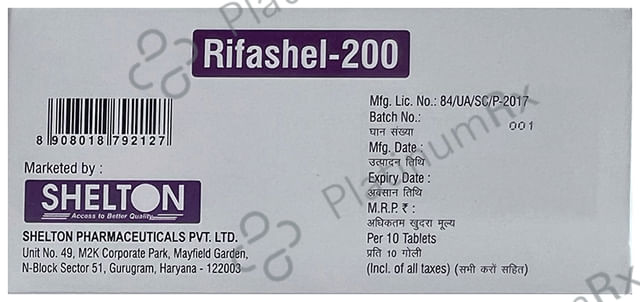 Rifashel-200
8 908018 792127
Marketed by :
SHELTON
Access to Better Quality
SHELTON PHARMACEUTICALS PVT. LTD.
Unit No. 49, M2K Corporate Park, Mayfield Garden,
N-Block Sector 51, Gurugram, Haryana - 122003
Mfg. Lic. No.: 84/UA/SC/P-2017
Batch No.:
घान संख्या
001
Mfg. Date :
उत्पादन तिथि
Expiry Date :
अवसान तिथि
M.R.P. ₹ :
अधिकतम खुदरा मूल्य
Per 10 Tablets
प्रति 10 गोली
(Incl. of all taxes) (सभी करों सहित)
PlatinumRx